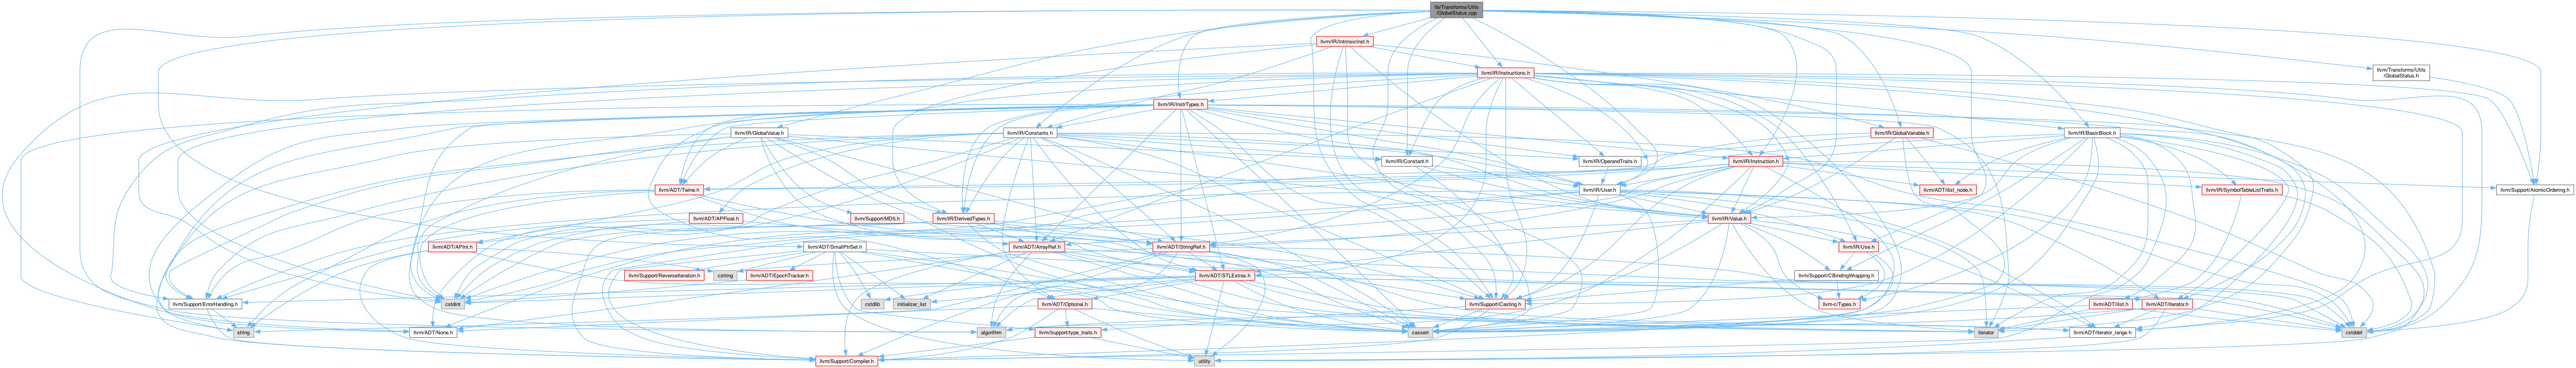 lib/Transforms/Utils
/GlobalStatus.cpp
llvm/IR/IntrinsicInst.h
llvm/IR/Instructions.h
llvm/Transforms/Utils
/GlobalStatus.h
llvm/IR/InstrTypes.h
llvm/IR/GlobalValue.h
llvm/IR/Constants.h
llvm/IR/GlobalVariable.h
llvm/IR/BasicBlock.h
llvm/IR/Constant.h
llvm/IR/OperandTraits.h
llvm/IR/Instruction.h
llvm/ADT/Twine.h
llvm/IR/User.h
llvm/ADT/ilist_node.h
llvm/IR/SymbolTableListTraits.h
llvm/Support/AtomicOrdering.h
llvm/ADT/APFloat.h
llvm/Support/MD5.h
llvm/IR/DerivedTypes.h
llvm/IR/Value.h
llvm/ADT/APInt.h
llvm/ADT/SmallPtrSet.h
llvm/ADT/ArrayRef.h
llvm/ADT/StringRef.h
llvm/IR/Use.h
llvm/Support/ReverseIteration.h
cstring
llvm/ADT/EpochTracker.h
llvm/ADT/STLExtras.h
llvm/Support/CBindingWrapping.h
llvm/Support/ErrorHandling.h
cstdint
cstdlib
initializer_list
llvm/ADT/Optional.h
llvm/Support/Casting.h
llvm-c/Types.h
llvm/ADT/ilist.h
llvm/ADT/iterator.h
string
llvm/ADT/None.h
algorithm
llvm/Support/type_traits.h
cassert
iterator
llvm/ADT/iterator_range.h
cstddef
llvm/Support/Compiler.h
utility